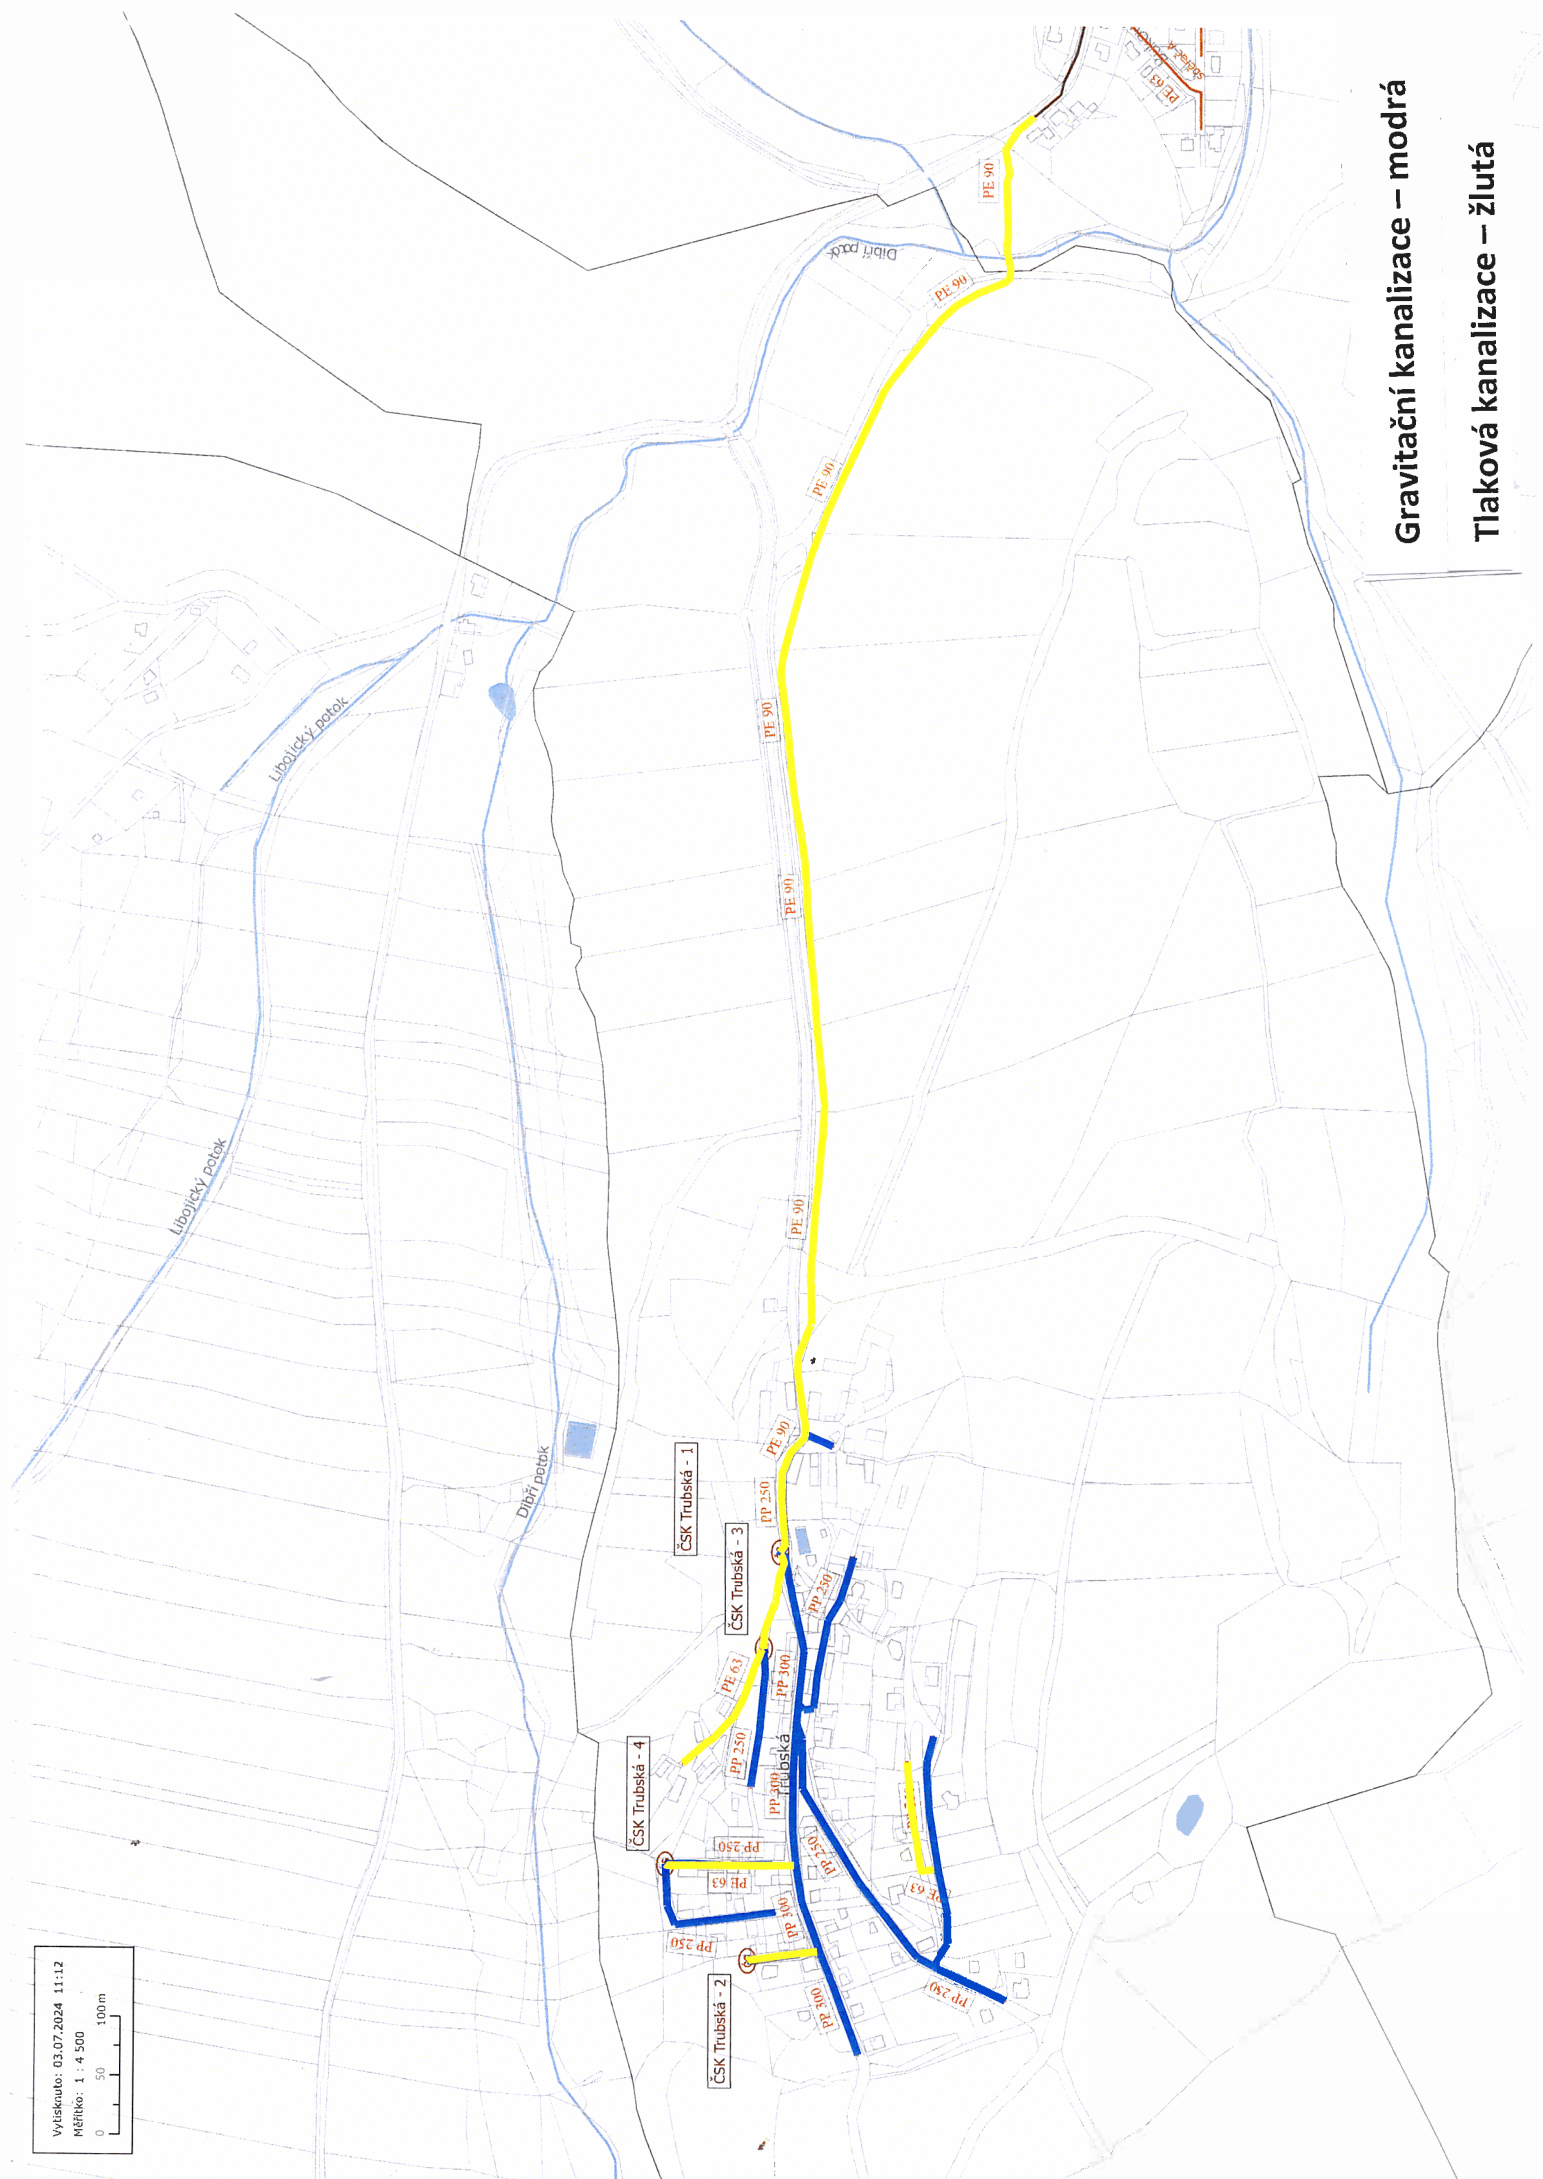 Vytisknuto: 03.07.2024 11:12
Měřítko: 1 : 4 500
0 50 100m
Libojický potok
Libojický potok
Dibří potok
Dibří potok
ČSK Trubská - 1
ČSK Trubská - 3
ČSK Trubská - 4
ČSK Trubská - 2
Trubská
PP 250
PE 63
PP 250
PE 63
PP 250
PP 300
PP 300
PP 300
PP 300
PP 250
PP 250
PP 250
PE 63
PP 250
PE 90
PE 90
PE 90
PE 90
PE 90
PE 90
PE 90
PE 63
sběrač-A
Gravitační kanalizace – modrá
Tlaková kanalizace – žlutá